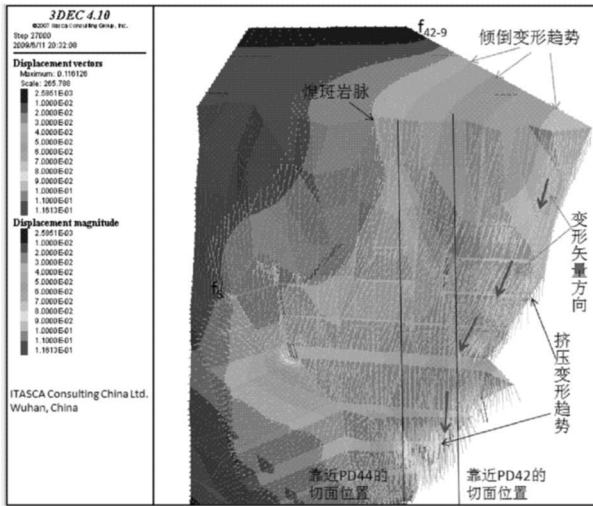 3DEC 4.10
©2007 Itasca Consulting Group, Inc.
Step 27000
2009/6/11 20:32:08
Displacement vectors
Maximum: 0.116126
Scale: 265.788
2.5951E-03
1.0000E-02
2.0000E-02
3.0000E-02
4.0000E-02
5.0000E-02
6.0000E-02
7.0000E-02
8.0000E-02
9.0000E-02
1.0000E-01
1.1000E-01
1.1613E-01
Displacement magnitude
2.5951E-03
1.0000E-02
2.0000E-02
3.0000E-02
4.0000E-02
5.0000E-02
6.0000E-02
7.0000E-02
8.0000E-02
9.0000E-02
1.0000E-01
1.1000E-01
1.1613E-01
ITASCA Consulting China Ltd.
Wuhan, China
f42-9
倾倒变形趋势
煌斑岩脉
变形矢量方向
挤压变形趋势
靠近PD44的
切面位置
靠近PD42的
切面位置